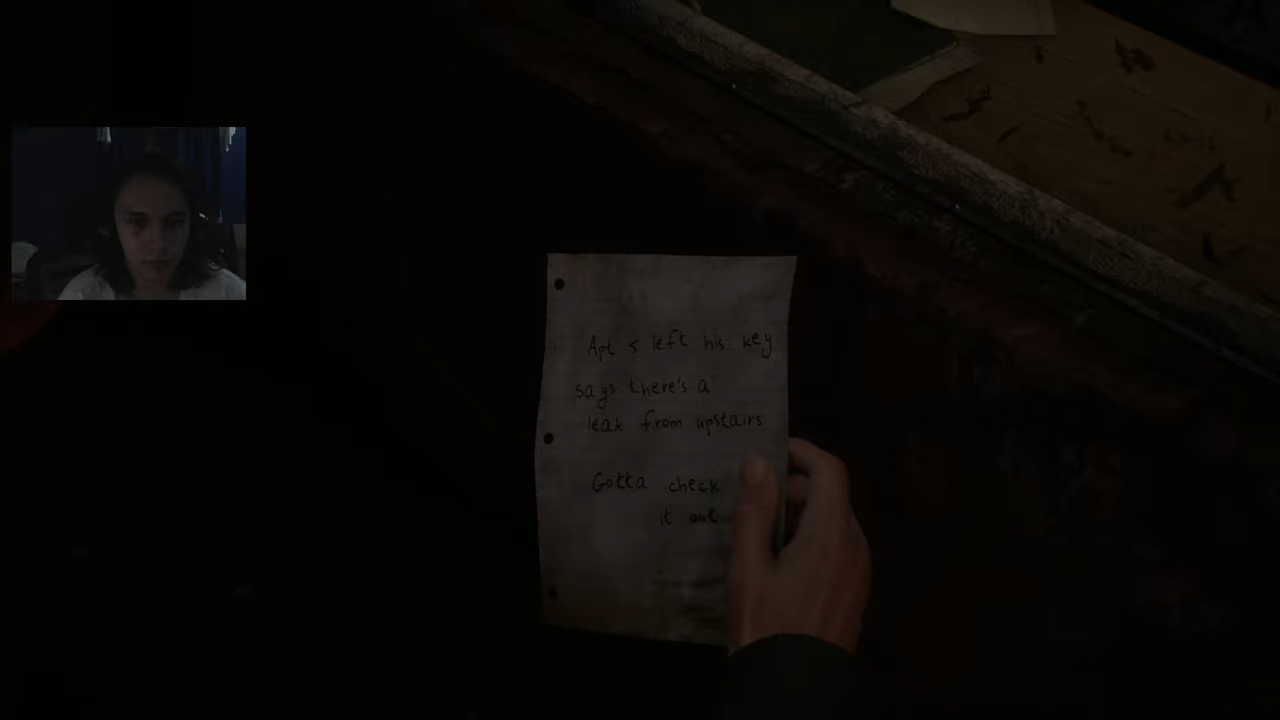 Apt 5 left his key
says there's a
leak from upstairs
Gotta check
it out